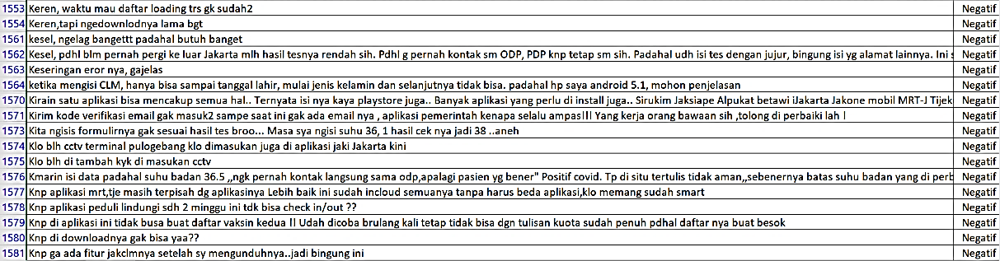 1553 Keren, waktu mau daftar loading trs gk sudah2 Negatif
1554 Keren,tapi ngedownlodnya lama bgt Negatif
1561 kesel, ngelag bangettt padahal butuh banget Negatif
1562 Kesel, pdhl blm pernah pergi ke luar Jakarta mlh hasil tesnya rendah sih. Pdhl g pernah kontak sm ODP, PDP knp tetap sm sih. Padahal udh isi tes dengan jujur, bingung isi yg alamat lainnya. Ini s Negatif
1563 Keseringan eror nya, gajelas Negatif
1564 ketika mengisi CLM, hanya bisa sampai tanggal lahir, mulai jenis kelamin dan selanjutnya tidak bisa. padahal hp saya android 5.1, mohon penjelasan Negatif
1570 Kirain satu aplikasi bisa mencakup semua hal.. Ternyata isi nya kaya playstore juga.. Banyak aplikasi yang perlu di install juga.. Sirukim Jaksiape Alpukat betawi iJakarta Jakone mobil MRT-J Tijek Negatif
1571 Kirim kode verifikasi email gak masuk2 sampe saat ini gak ada email nya , aplikasi pemerintah kenapa selalu ampas!!! Yang kerja orang bawaan sih ,tolong di perbaiki lah ! Negatif
1573 Kita ngisis formulirnya gak sesuai hasil tes broo... Masa sya ngisi suhu 36, 1 hasil cek nya jadi 38 ..aneh Negatif
1574 Klo blh cctv terminal pulogebang klo dimasukan juga di aplikasi jaki Jakarta kini Negatif
1575 Klo blh di tambah kyk di masukan cctv Negatif
1576 Kmarin isi data padahal suhu badan 36.5 ,,ngk pernah kontak langsung sama odp,apalagi pasien yg bener" Positif covid. Tp di situ tertulis tidak aman,,sebenernya batas suhu badan yang di perb Negatif
1577 Knp aplikasi mrt,tje masih terpisah dg aplikasinya Lebih baik ini sudah incloud semuanya tanpa harus beda aplikasi,klo memang sudah smart Negatif
1578 Knp aplikasi peduli lindungi sdh 2 minggu ini tdk bisa check in/out ?? Negatif
1579 Knp di aplikasi ini tidak busa buat daftar vaksin kedua !! Udah dicoba brulang kali tetap tidak bisa dgn tulisan kuota sudah penuh pdhal daftar nya buat besok Negatif
1580 Knp di downloadnya gak bisa yaa?? Negatif
1581 Knp ga ada fitur jakclmnya setelah sy mengunduhnya..jadi bingung ini Negatif